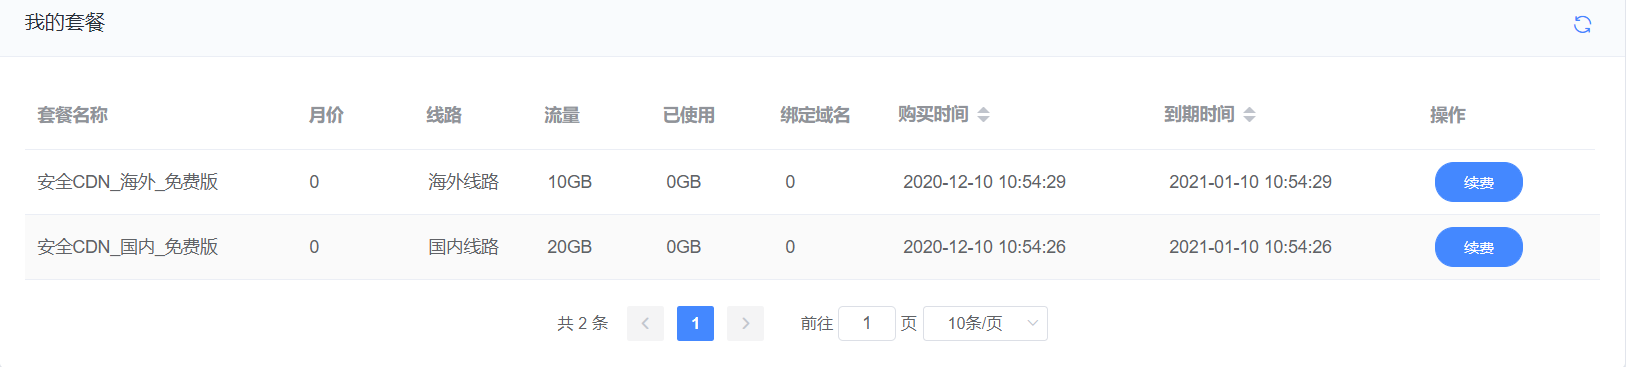 我的套餐
套餐名称 月价 线路 流量 已使用 绑定域名 购买时间 到期时间 操作
安全CDN_海外_免费版 0 海外线路 10GB 0GB 0 2020-12-10 10:54:29 2021-01-10 10:54:29 续费
安全CDN_国内_免费版 0 国内线路 20GB 0GB 0 2020-12-10 10:54:26 2021-01-10 10:54:26 续费
共 2 条 1 前往 1 页 10条/页